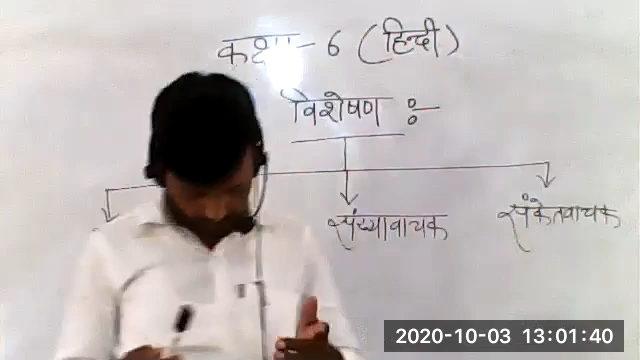 कक्षा - 6 (हिन्दी)
विशेषण :-
संख्यावाचक संकेतवाचक
2020-10-03 13:01:40